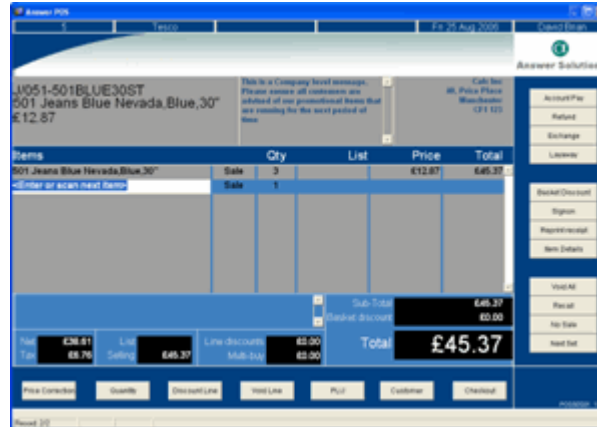 Answer POS
5 Tesco Fri 25 Aug 2006 David Brian
Answer Solution
J/051-501BLUE30ST
501 Jeans Blue Nevada,Blue,30"
£12.87
This is a Company level message.
Please ensure all customers are
advised of our promotional items that
are running for the next period of
time
Cafe Inc
Manchester
Items Qty List Price Total
501 Jeans Blue Nevada,Blue,30" Sale 3 £12.87 £45.37
<Enter or scan next item> Sale 1
Sub-Total £45.37
Basket discount £0.00
Net £38.61 List Line discounts £0.00 Total £45.37
Tax £6.76 Selling £45.37 Multi-buy £0.00
Account Pay
Refund
Exchange
Layaway
Basket Discount
Signon
Reprint receipt
Item Details
Void All
Recall
No Sale
Next Set
Price Correction Quantity Discount Line Void Line PLU Customer Checkout
Record: 2/2